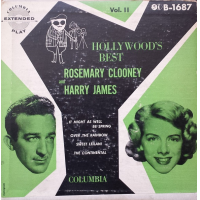 Vol. II
B-1687
COLUMBIA
EXTENDED
PLAY
HOLLYWOOD'S
BEST
ROSEMARY CLOONEY
and
HARRY JAMES
IT MIGHT AS WELL
BE SPRING
OVER THE RAINBOW
SWEET LEILANI
THE CONTINENTAL
COLUMBIA